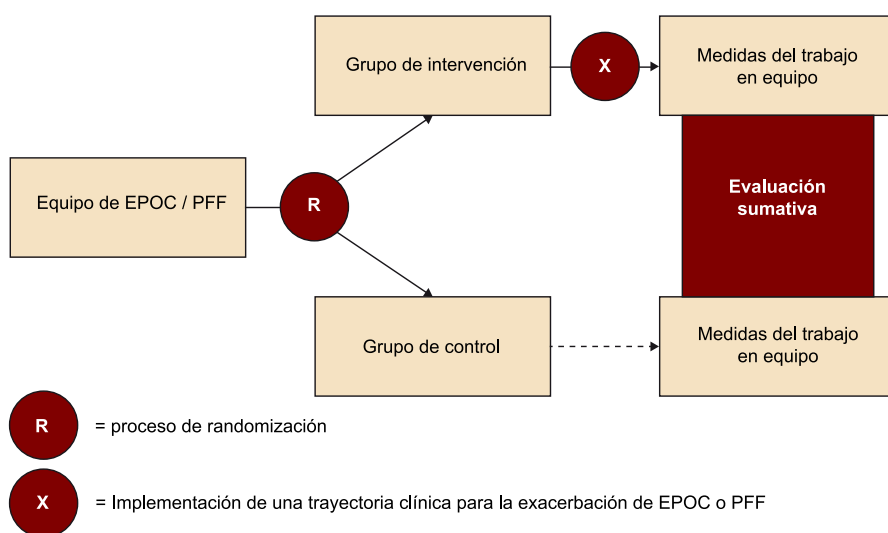 Grupo de intervención
X
Medidas del trabajo
en equipo
Equipo de EPOC / PFF
R
Evaluación
sumativa
Grupo de control
Medidas del trabajo
en equipo
R
= proceso de randomización
X
= Implementación de una trayectoria clínica para la exacerbación de EPOC o PFF